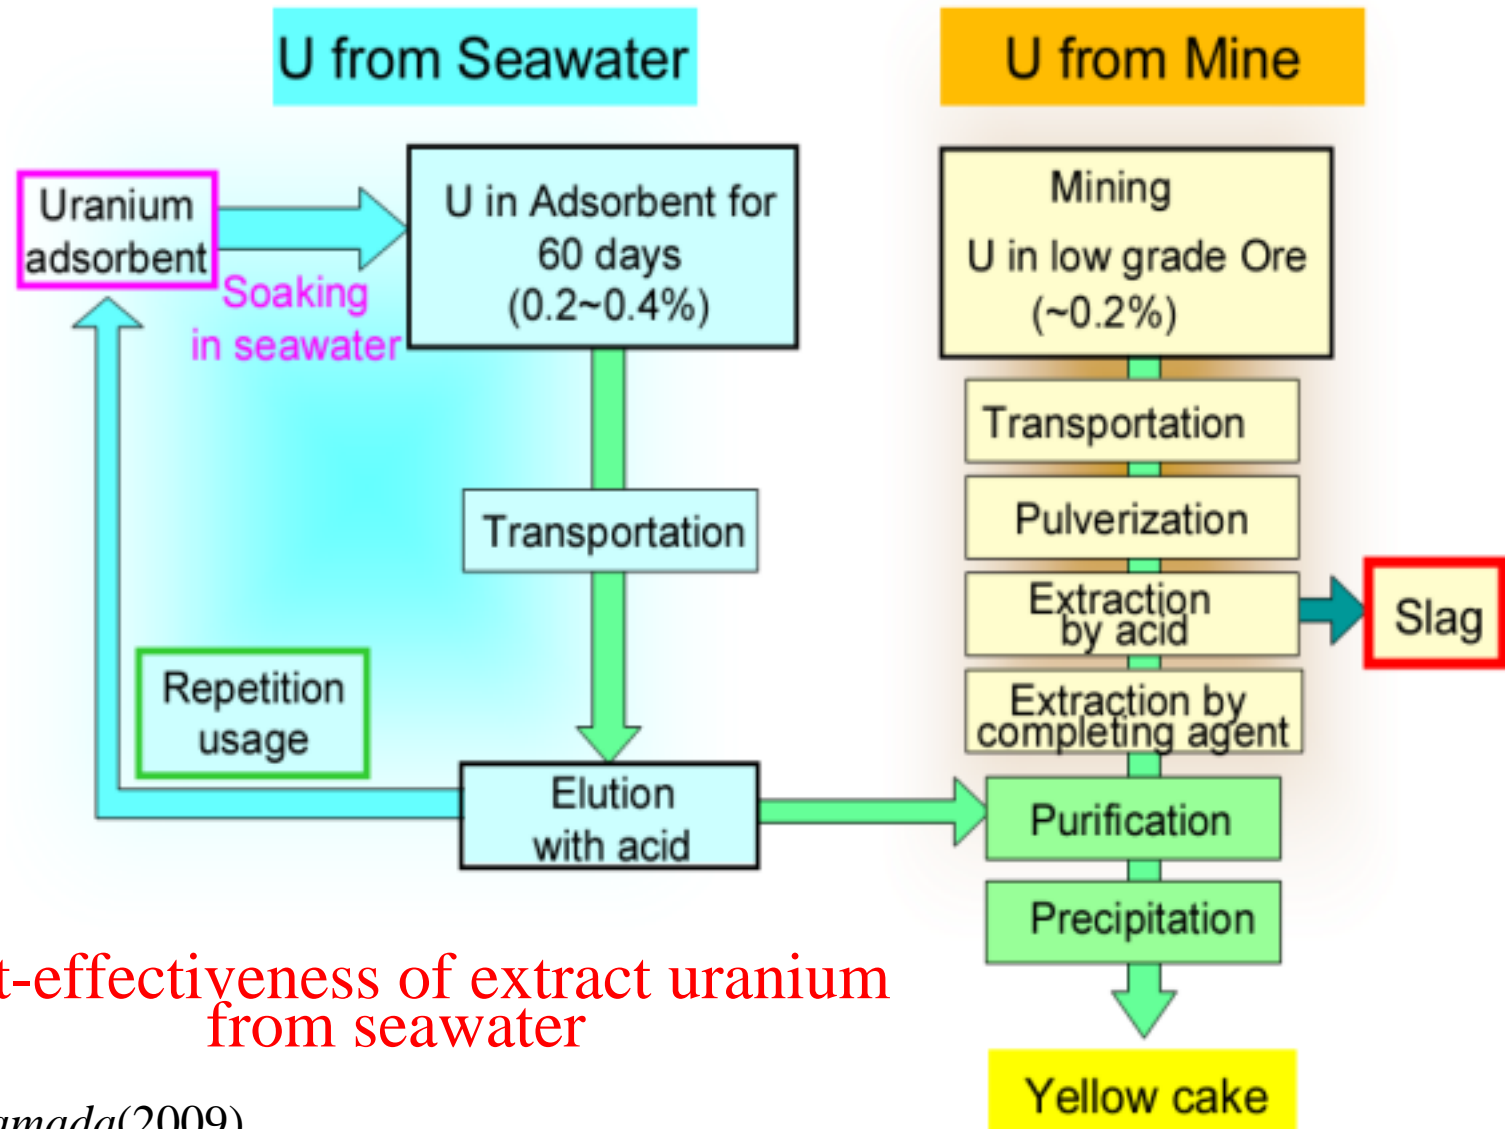 U from Seawater
Uranium
adsorbent
Soaking
in seawater
U in Adsorbent for
60 days
(0.2~0.4%)
Transportation
Repetition
usage
Elution
with acid
U from Mine
Mining
U in low grade Ore
(~0.2%)
Transportation
Pulverization
Extraction
by acid
Slag
Extraction by
completing agent
Purification
Precipitation
Yellow cake
t-effectiveness of extract uranium
from seawater
amada(2009)